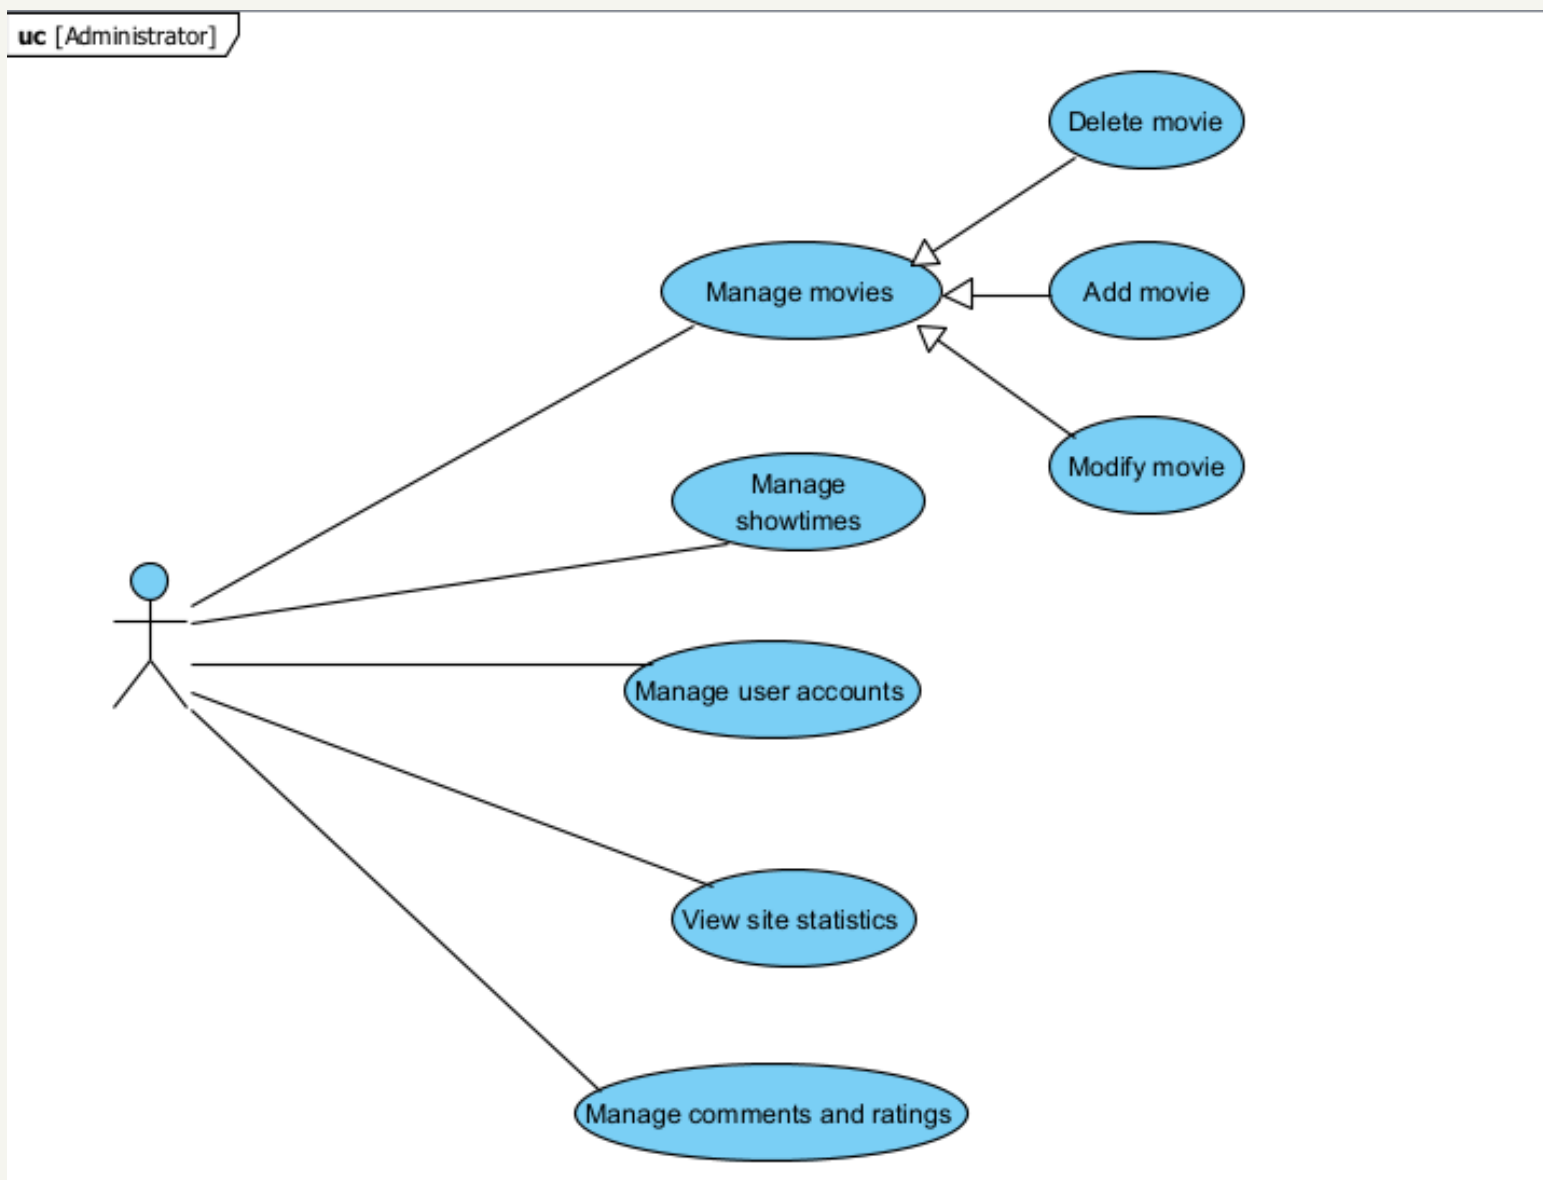 uc [Administrator]
Delete movie
Manage movies
Add movie
Modify movie
Manage
showtimes
Manage user accounts
View site statistics
Manage comments and ratings